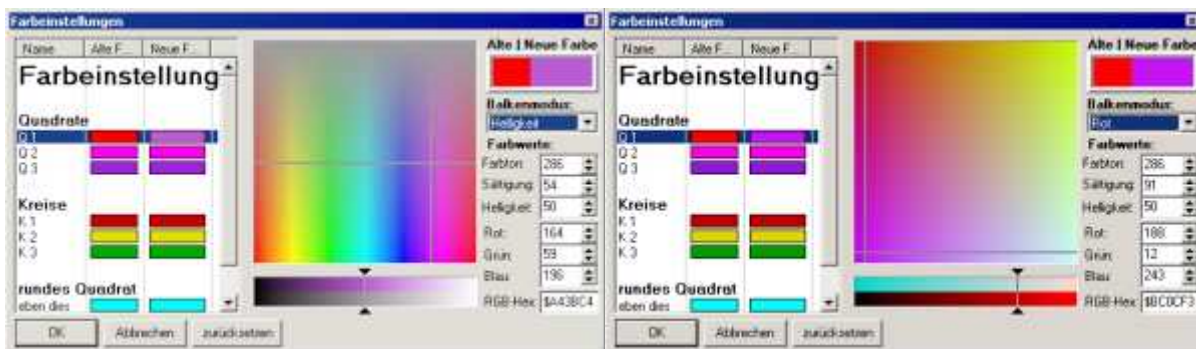 Farbeinstellungen
Name Alte F... Neue F...
Farbeinstellung
Quadrate
Q 1
Q 2
Q 3
Kreise
K 1
K 2
K 3
rundes Quadrat
eben dies
OK Abbrechen zurücksetzen
Alte | Neue Farbe
Balkenmodus:
Helligkeit
Farbwerte:
Farbton: 286
Sättigung: 54
Helligkeit: 50
Rot: 164
Grün: 59
Blau: 196
RGB-Hex: $A43BC4
Farbeinstellungen
Name Alte F... Neue F...
Farbeinstellung
Quadrate
Q 1
Q 2
Q 3
Kreise
K 1
K 2
K 3
rundes Quadrat
eben dies
OK Abbrechen zurücksetzen
Alte | Neue Farbe
Balkenmodus:
Rot
Farbwerte:
Farbton: 286
Sättigung: 91
Helligkeit: 50
Rot: 188
Grün: 12
Blau: 243
RGB-Hex: $BC0CF3